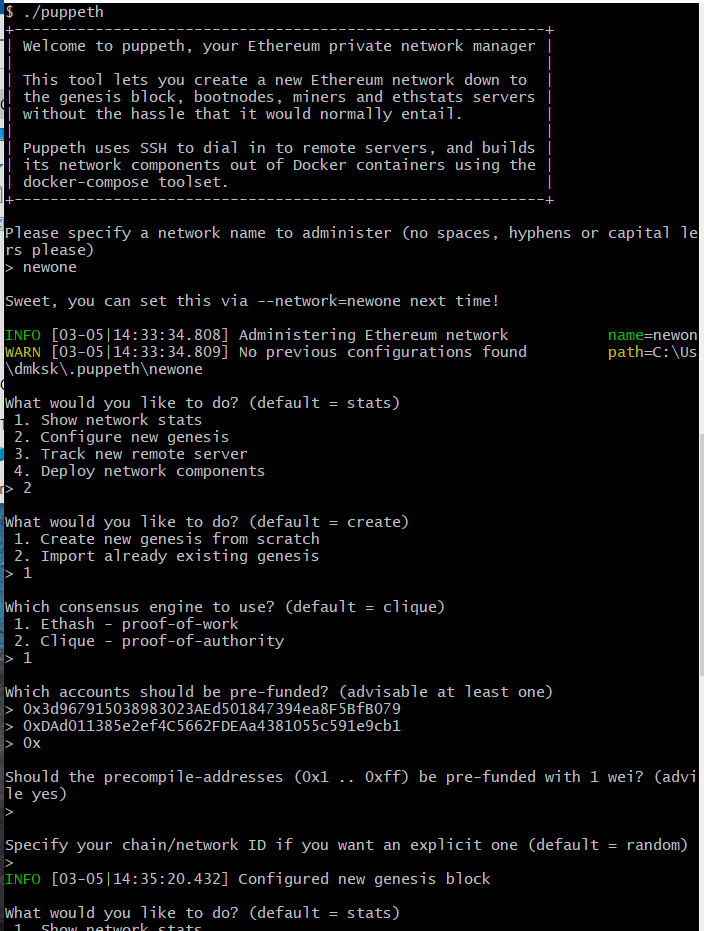 $ ./puppeth
+-----------------------------------------------------------+
| Welcome to puppeth, your Ethereum private network manager |
|                                                           |
| This tool lets you create a new Ethereum network down to  |
| the genesis block, bootnodes, miners and ethstats servers |
| without the hassle that it would normally entail.         |
|                                                           |
| Puppeth uses SSH to dial in to remote servers, and builds |
| its network components out of Docker containers using the |
| docker-compose toolset.                                   |
+-----------------------------------------------------------+
Please specify a network name to administer (no spaces, hyphens or capital le
rs please)
> newone
Sweet, you can set this via --network=newone next time!
INFO [03-05|14:33:34.808] Administering Ethereum network           name=newon
WARN [03-05|14:33:34.809] No previous configurations found         path=C:\Us
\dmksk\.puppeth\newone
What would you like to do? (default = stats)
 1. Show network stats
 2. Configure new genesis
 3. Track new remote server
 4. Deploy network components
> 2
What would you like to do? (default = create)
 1. Create new genesis from scratch
 2. Import already existing genesis
> 1
Which consensus engine to use? (default = clique)
 1. Ethash - proof-of-work
 2. Clique - proof-of-authority
> 1
Which accounts should be pre-funded? (advisable at least one)
> 0x3d967915038983023AEd501847394ea8F5BfB079
> 0xDAd011385e2ef4C5662FDEAa4381055c591e9cb1
> 0x
Should the precompile-addresses (0x1 .. 0xff) be pre-funded with 1 wei? (advi
le yes)
>
Specify your chain/network ID if you want an explicit one (default = random)
>
INFO [03-05|14:35:20.432] Configured new genesis block
What would you like to do? (default = stats)
 1. Show network stats